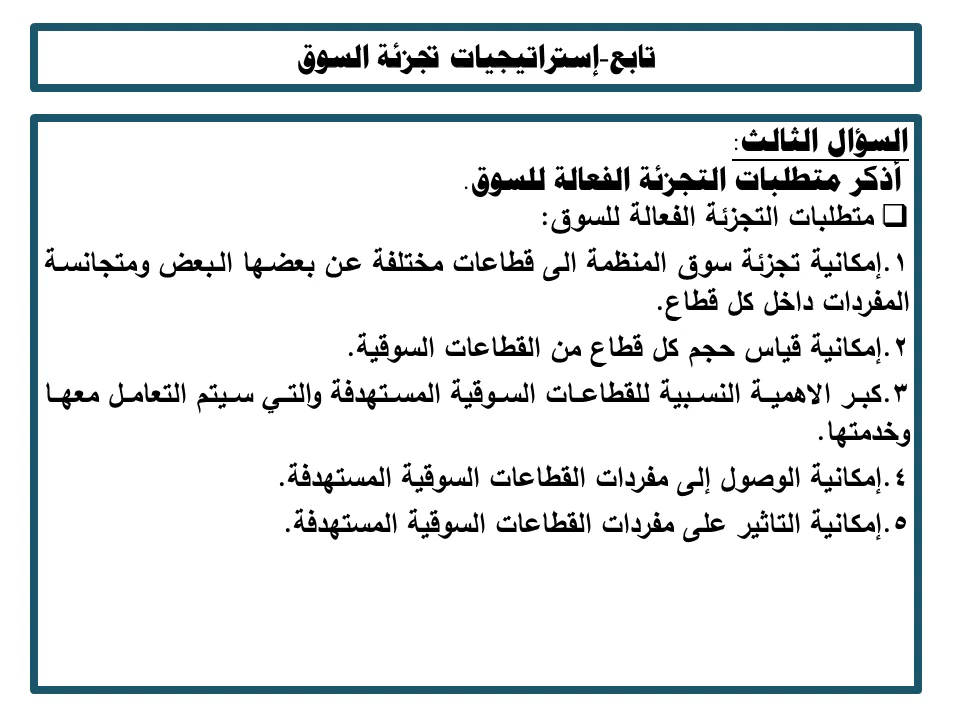 تابع-إستراتيجيات تجزئة السوق
السؤال الثالث:
أذكر متطلبات التجزئة الفعالة للسوق.
❑ متطلبات التجزئة الفعالة للسوق:
١.إمكانية تجزئة سوق المنظمة الى قطاعات مختلفة عن بعضها البعض ومتجانسة
المفردات داخل كل قطاع.
٢.إمكانية قياس حجم كل قطاع من القطاعات السوقية.
٣.كبر الاهمية النسبية للقطاعات السوقية المستهدفة والتي سيتم التعامل معها
وخدمتها.
٤.إمكانية الوصول إلى مفردات القطاعات السوقية المستهدفة.
٥.إمكانية التاثير على مفردات القطاعات السوقية المستهدفة.